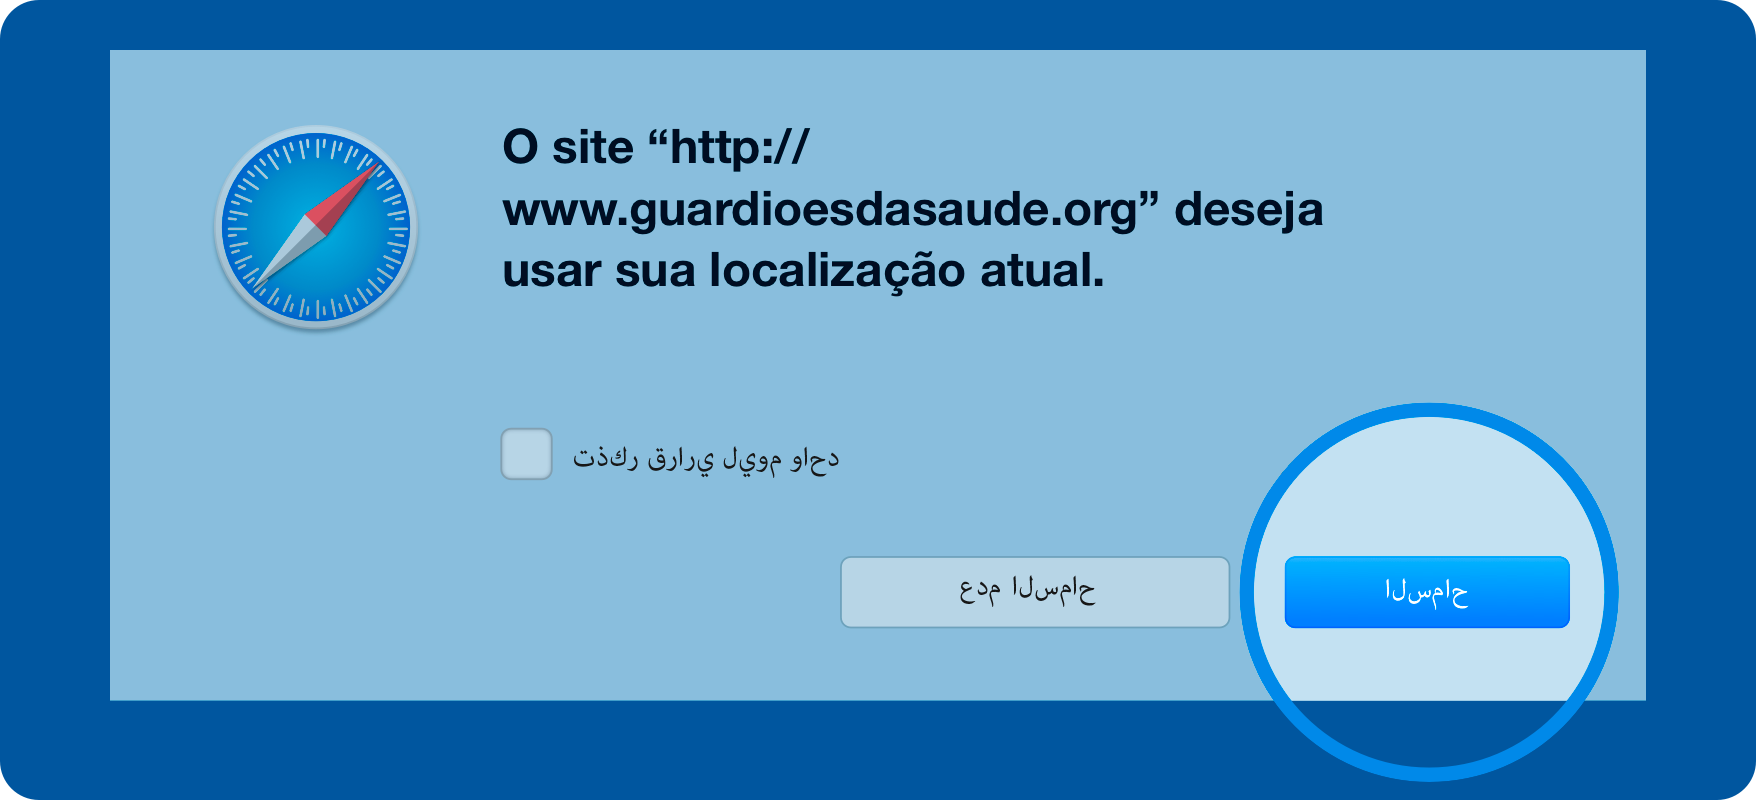 O site “http://
www.guardioesdasaude.org” deseja
usar sua localização atual.
تذكر قراري ليوم واحد
عدم السماح
السماح